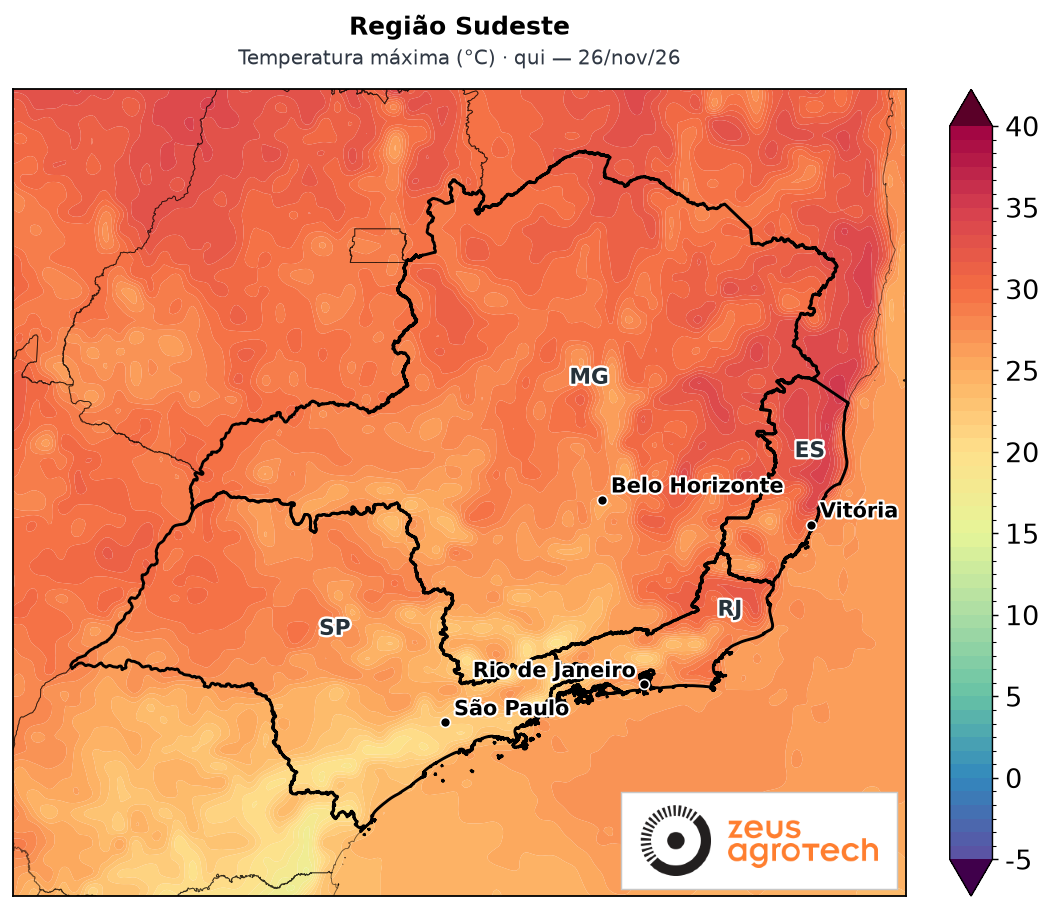 Região Sudeste
Temperatura máxima (°C) · qui — 26/nov/26
MG
ES
Belo Horizonte
Vitória
RJ
SP
Rio de Janeiro
São Paulo
40
35
30
25
20
15
10
5
0
-5
zeus
agrotech